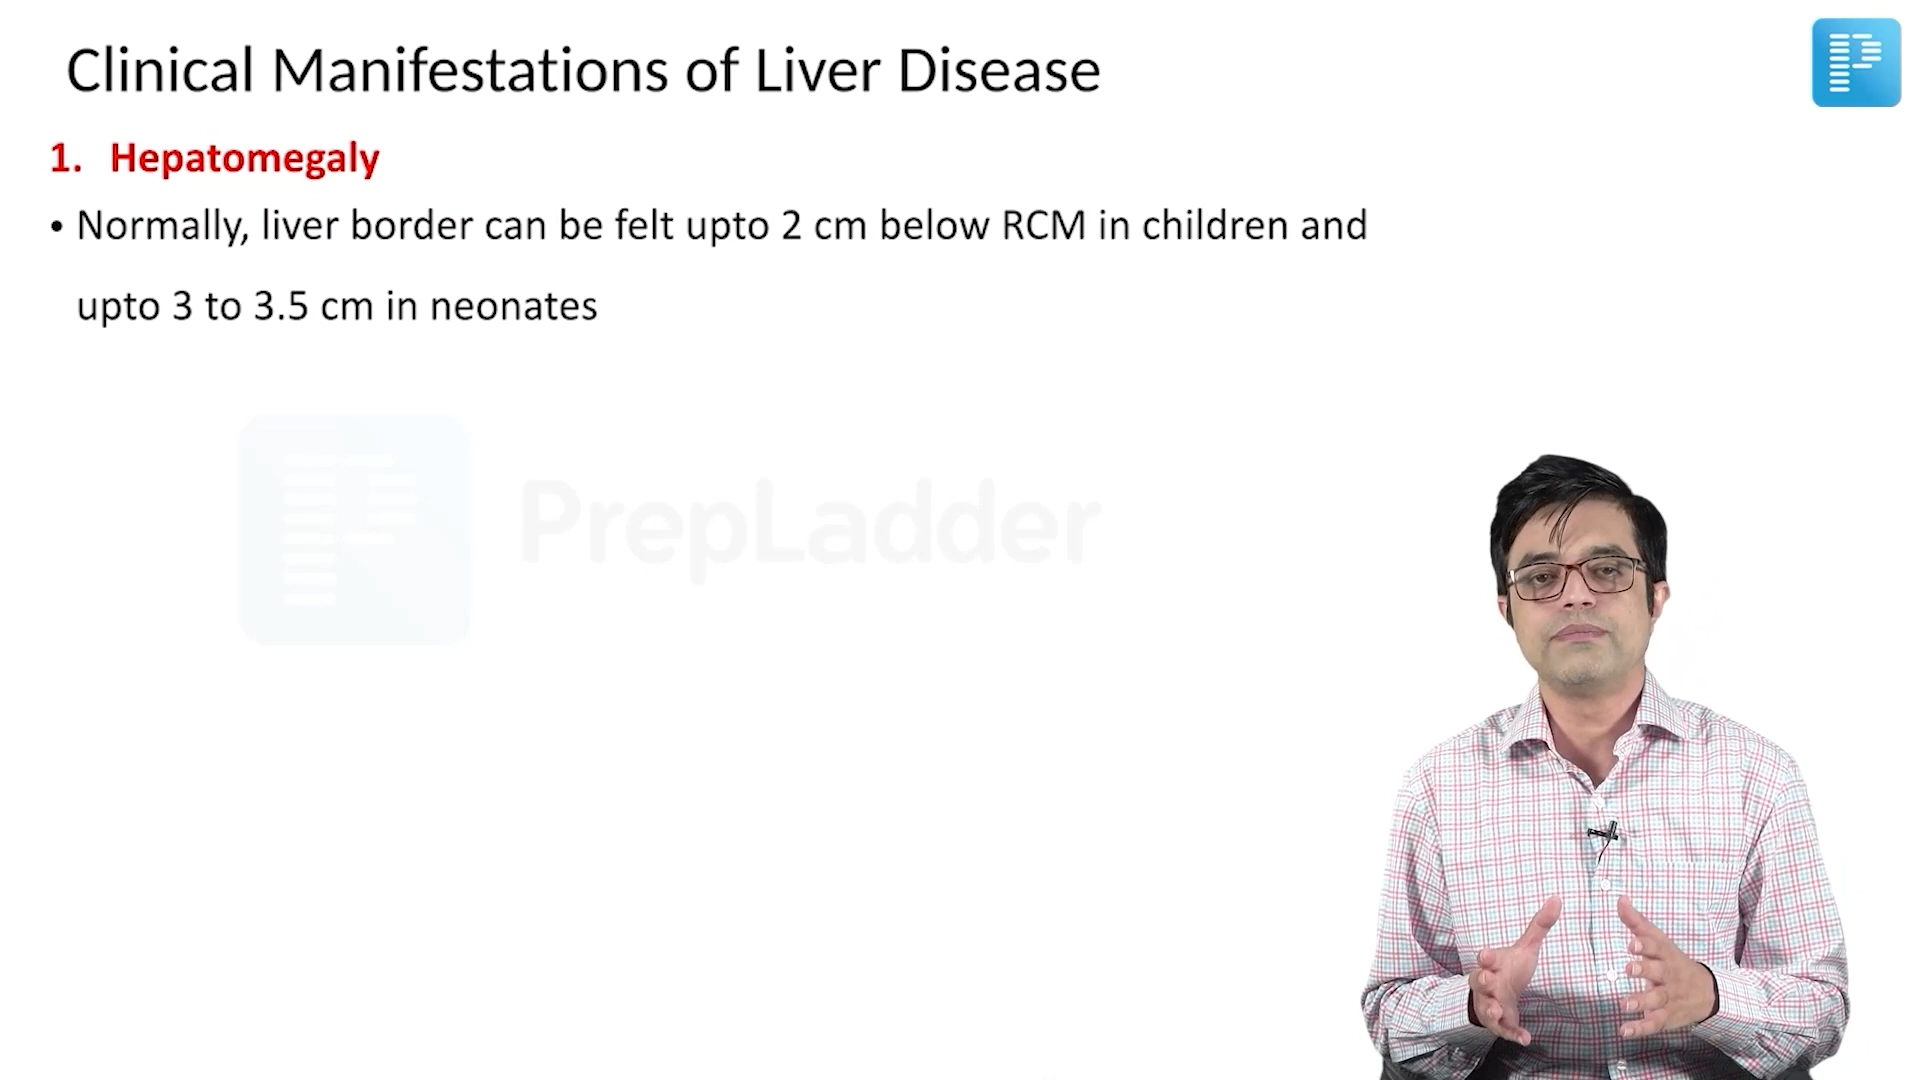 Clinical Manifestations of Liver Disease
1. Hepatomegaly
• Normally, liver border can be felt upto 2 cm below RCM in children and
upto 3 to 3.5 cm in neonates
PrepLadder